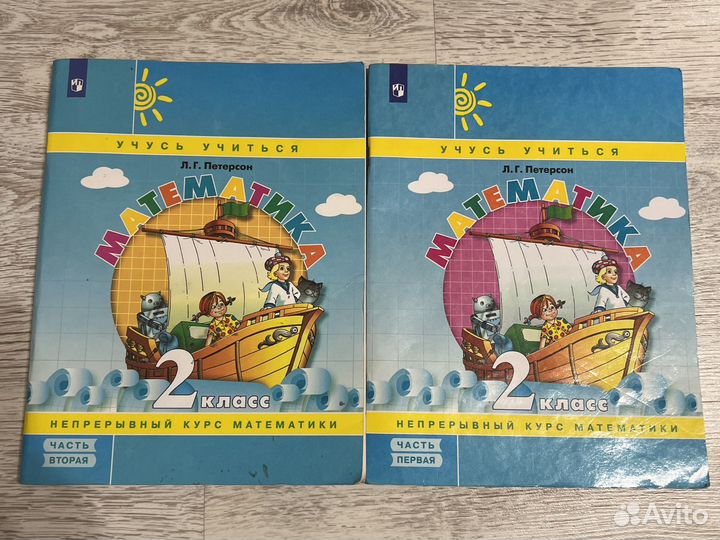 УЧУСЬ УЧИТЬСЯ
Л. Г. Петерсон
МАТЕМАТИКА
2 класс
НЕПРЕРЫВНЫЙ КУРС МАТЕМАТИКИ
ЧАСТЬ
ВТОРАЯ
УЧУСЬ УЧИТЬСЯ
Л. Г. Петерсон
МАТЕМАТИКА
2 класс
НЕПРЕРЫВНЫЙ КУРС МАТЕМАТИКИ
ЧАСТЬ
ПЕРВАЯ
Avito